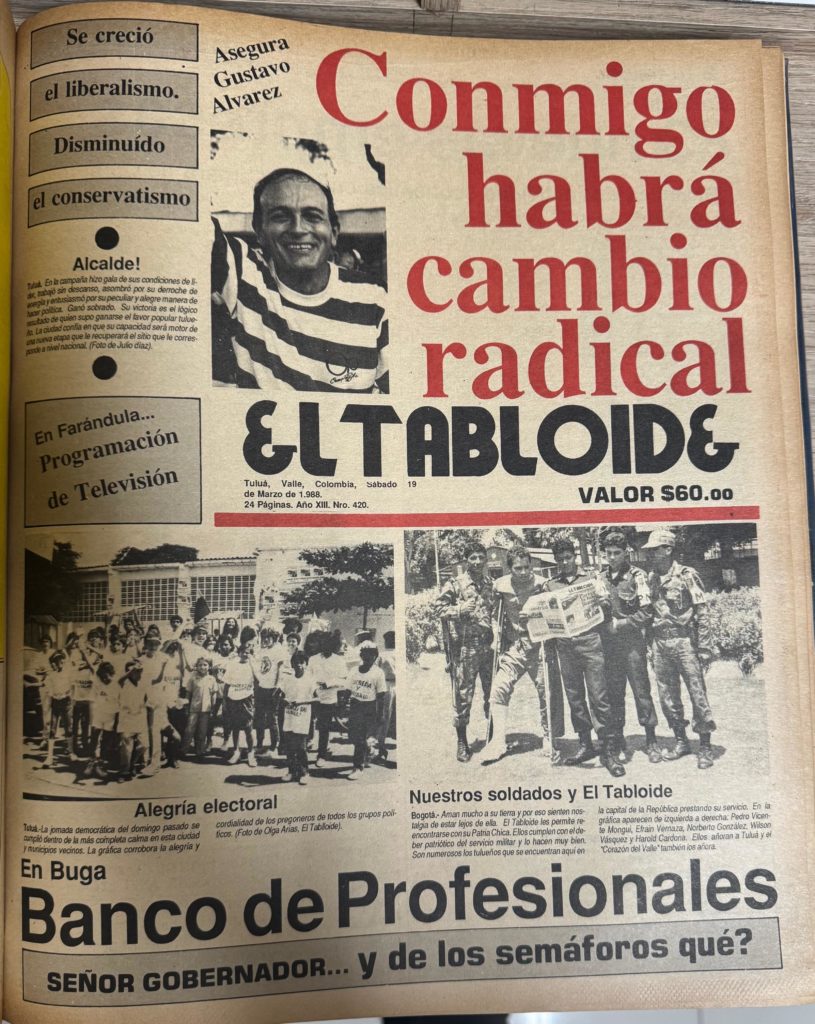 Se creció
el liberalismo.
Disminuído
el conservatismo
Alcalde!
Tuluá. En la campaña hizo gala de sus condiciones de lí-
der, trabajó sin descanso, asombró por su derroche de
energía y entusiasmó por su peculiar y alegre manera de
hacer política. Ganó sobrado. Su victoria es el lógico
resultado de quien supo ganarse el favor popular tulue-
ño. La ciudad confía en que su capacidad será motor de
una nueva etapa que le recuperará el sitio que le corres-
ponde a nivel nacional. (Foto de Julio díaz).
En Farándula...
Programación
de Televisión
Asegura
Gustavo
Alvarez
Conmigo
habrá
cambio
radical
EL TABLOIDE
Tuluá, Valle, Colombia, Sábado 19
de Marzo de 1.988.
24 Páginas. Año XIII. Nro. 420.
VALOR $60.00
Alegría electoral
Tuluá.-La jornada democrática del domingo pasado se
cumplió dentro de la más completa calma en esta ciudad
y municipios vecinos. La gráfica corrobora la alegría y
cordialidad de los pregoneros de todos los grupos polí-
ticos. (Foto de Olga Arias, El Tabloide).
Nuestros soldados y El Tabloide
Bogotá.- Aman mucho a su tierra y por eso sienten nos-
talgia de estar lejos de ella. El Tabloide les permite re-
encontrarse con su Patria Chica. Ellos cumplen con el de-
ber patriótico del servicio militar y lo hacen muy bien.
Son numerosos los tulueños que se encuentran aquí en
la capital de la República prestando su servicio. En la
gráfica aparecen de izquierda a derecha: Pedro Vicen-
te Mongui, Efraín Vernaza, Norberto González, Wilson
Vásquez y Harold Cardona. Ellos añoran a Tuluá y el
"Corazón del Valle" también los añora.
En Buga
Banco de Profesionales
SEÑOR GOBERNADOR... y de los semáforos qué?